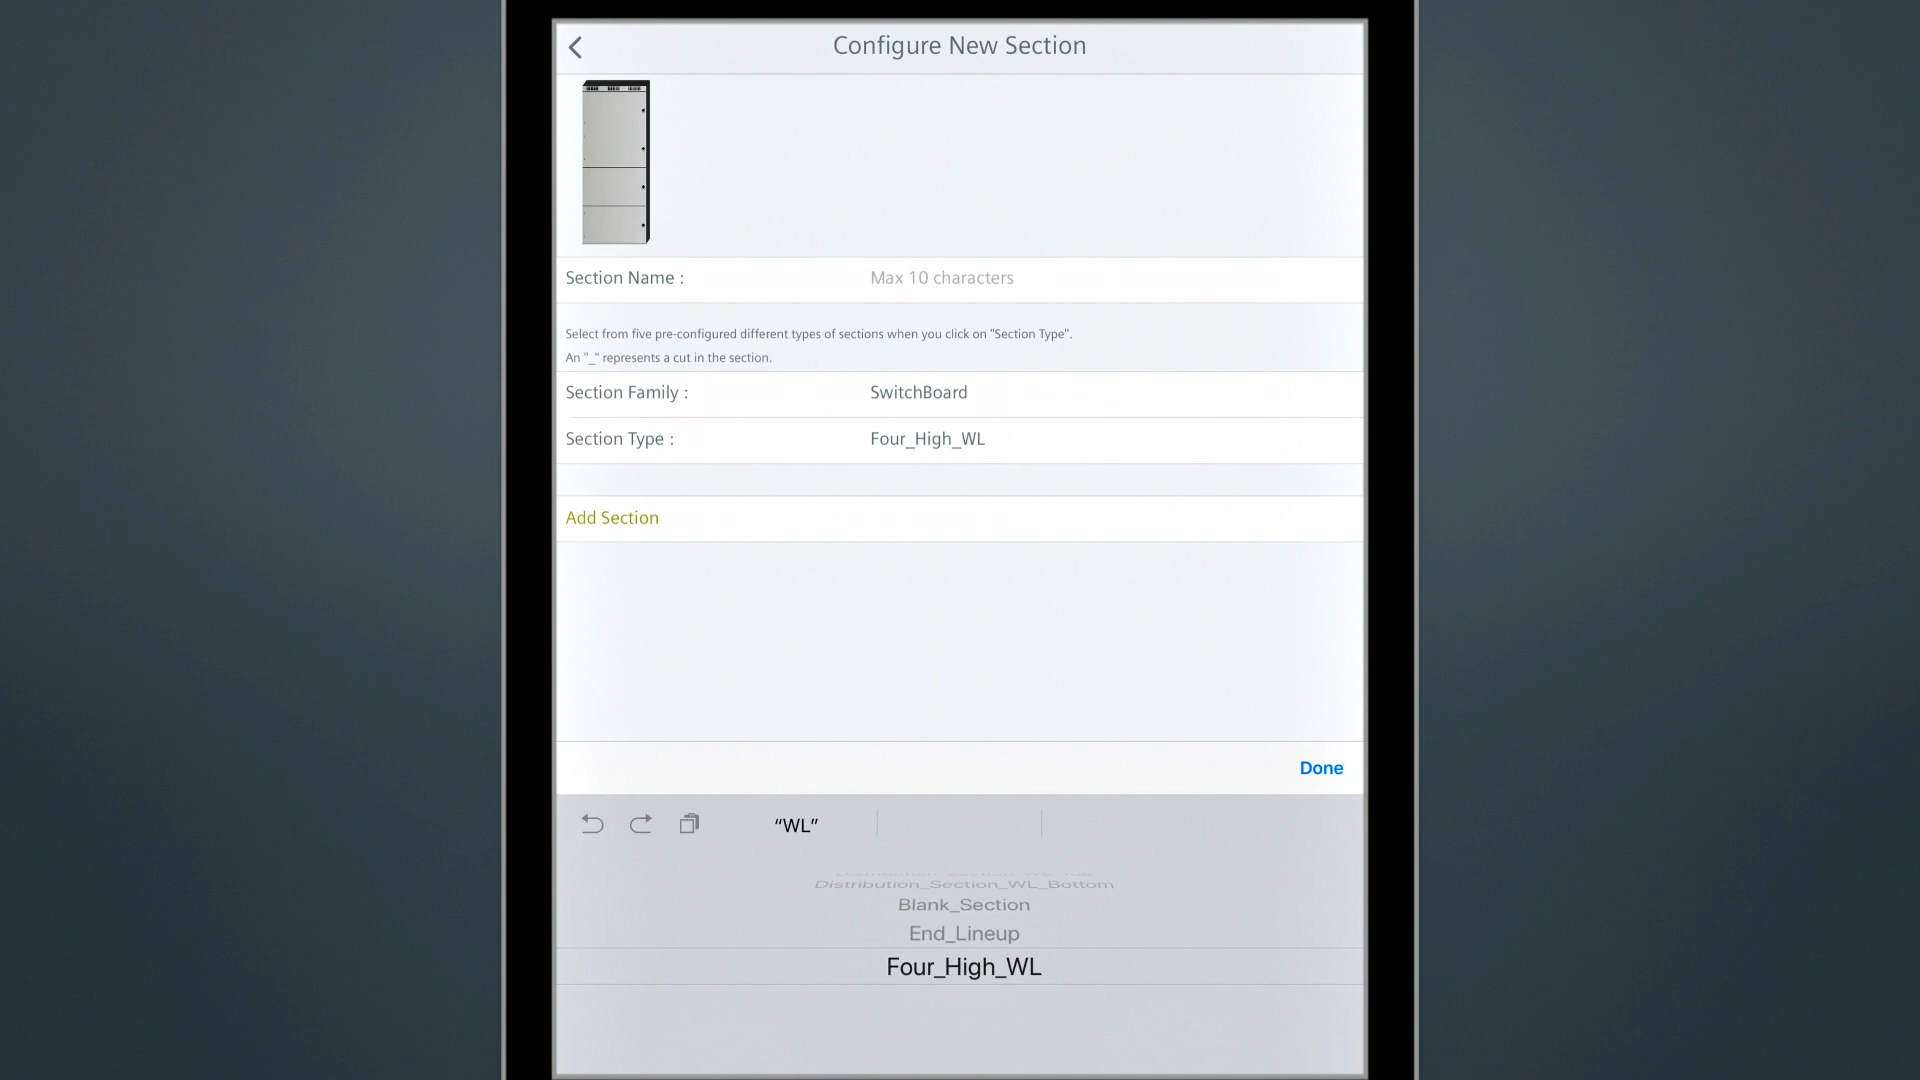 Configure New Section
Section Name : Max 10 characters
Select from five pre-configured different types of sections when you click on "Section Type".
An "_" represents a cut in the section.
Section Family : SwitchBoard
Section Type : Four_High_WL
Add Section
Done
“WL”
Distribution_Section_WL_Bottom
Blank_Section
End_Lineup
Four_High_WL